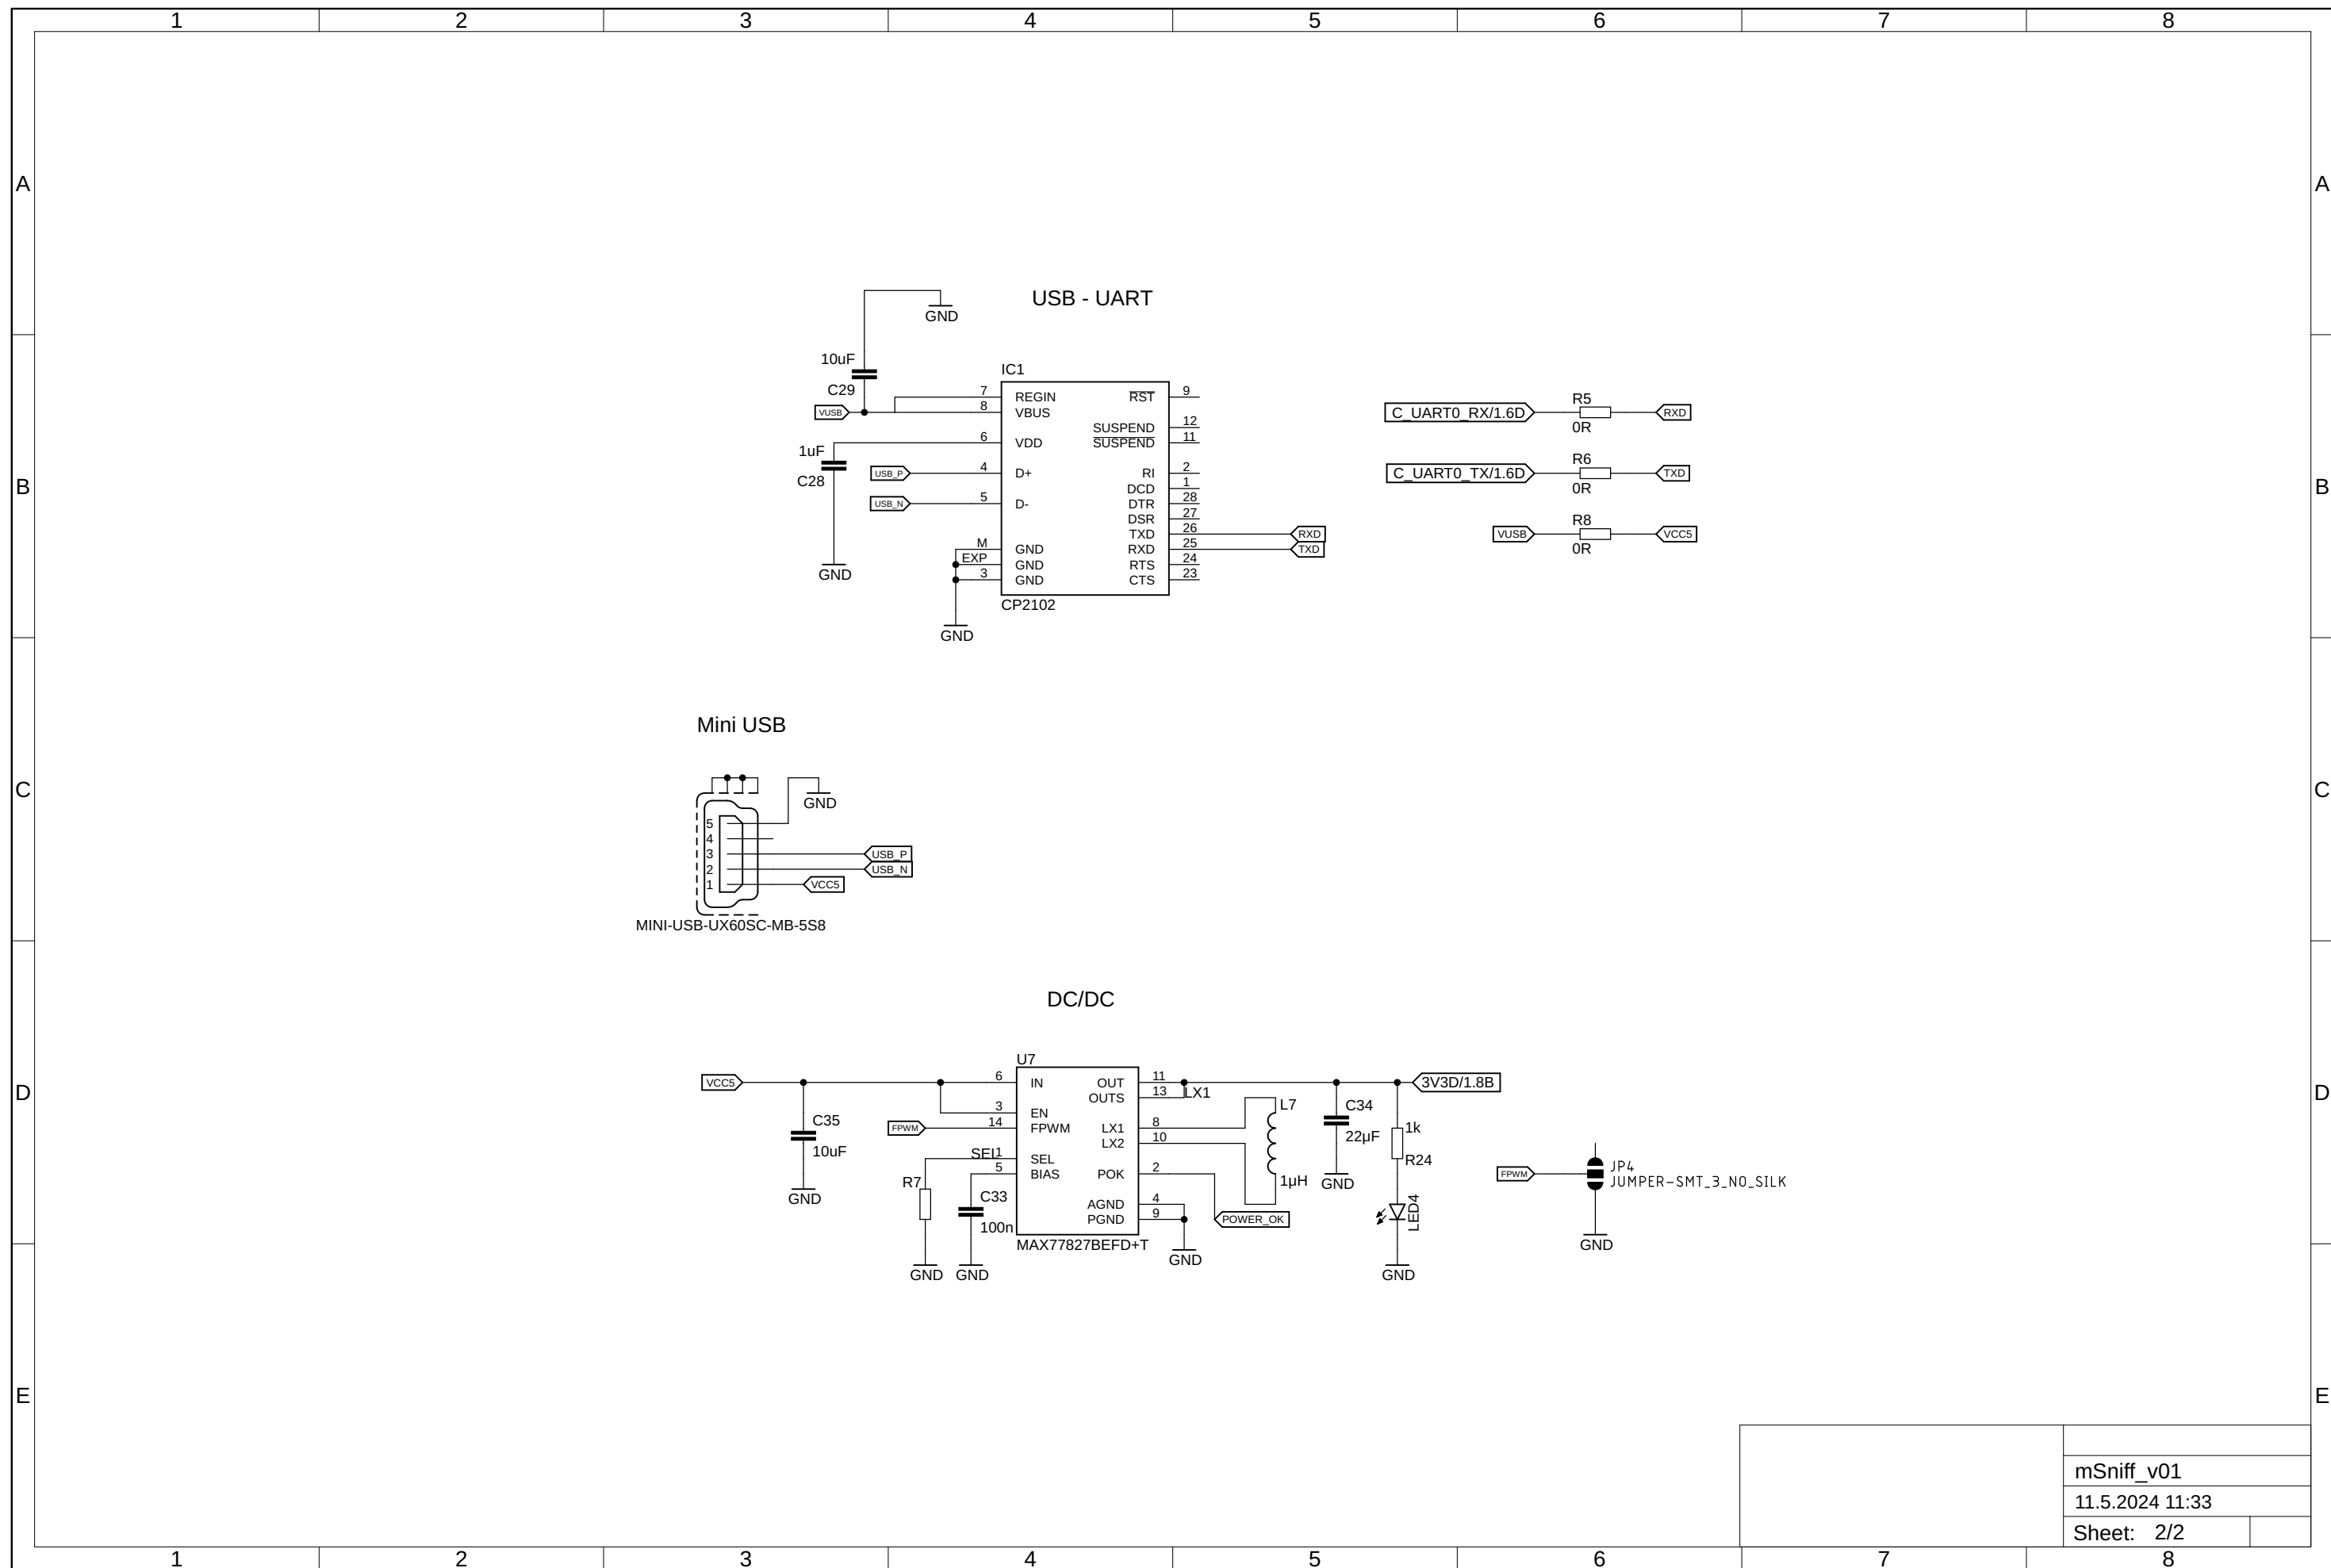 1 2 3 4 5 6 7 8
A A
USB - UART
GND
10uF
C29
VUSB
1uF
C28
GND
USB_P
USB_N
IC1
7 REGIN RST 9
8 VBUS
SUSPEND 12
6 VDD SUSPEND 11
4 D+ RI 2
DCD 1
5 D- DTR 28
DSR 27
TXD 26 RXD
M GND RXD 25 TXD
EXP GND RTS 24
3 GND CTS 23
CP2102
GND
C_UART0_RX/1.6D R5 RXD
0R
C_UART0_TX/1.6D R6 TXD
0R
VUSB R8 VCC5
0R
B B
Mini USB
C C
GND
5
4
3 USB_P
2 USB_N
1 VCC5
MINI-USB-UX60SC-MB-5S8
DC/DC
D D
U7
VCC5 6 IN OUT 11 3V3D/1.8B
OUTS 13 LX1
3 EN
FPWM 14 FPWM LX1 8
LX2 10
SEL 1 SEL
5 BIAS POK 2
AGND 4
PGND 9
MAX77827BEFD+T
C35
10uF
GND
R7
GND
C33
100n
GND
POWER_OK
GND
L7
1µH
C34
22µF
GND
1k
R24
LED4
GND
FPWM
JP4
JUMPER-SMT_3_NO_SILK
GND
E E
mSniff_v01
11.5.2024 11:33
Sheet: 2/2
1 2 3 4 5 6 7 8